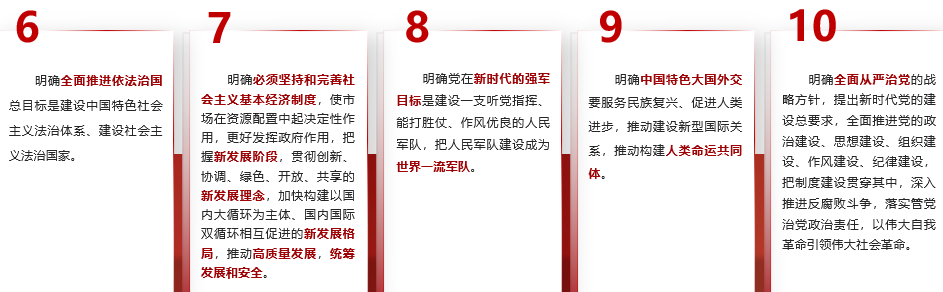 6
明确全面推进依法治国
总目标是建设中国特色社会
主义法治体系、建设社会主
义法治国家。
7
明确必须坚持和完善社
会主义基本经济制度，使市
场在资源配置中起决定性作
用，更好发挥政府作用，把
握新发展阶段，贯彻创新、
协调、绿色、开放、共享的
新发展理念，加快构建以国
内大循环为主体、国内国际
双循环相互促进的新发展格
局，推动高质量发展，统筹
发展和安全。
8
明确党在新时代的强军
目标是建设一支听党指挥、
能打胜仗、作风优良的人民
军队，把人民军队建设成为
世界一流军队。
9
明确中国特色大国外交
要服务民族复兴、促进人类
进步，推动建设新型国际关
系，推动构建人类命运共同
体。
10
明确全面从严治党的战
略方针，提出新时代党的建
设总要求，全面推进党的政
治建设、思想建设、组织建
设、作风建设、纪律建设，
把制度建设贯穿其中，深入
推进反腐败斗争，落实管党
治党政治责任，以伟大自我
革命引领伟大社会革命。